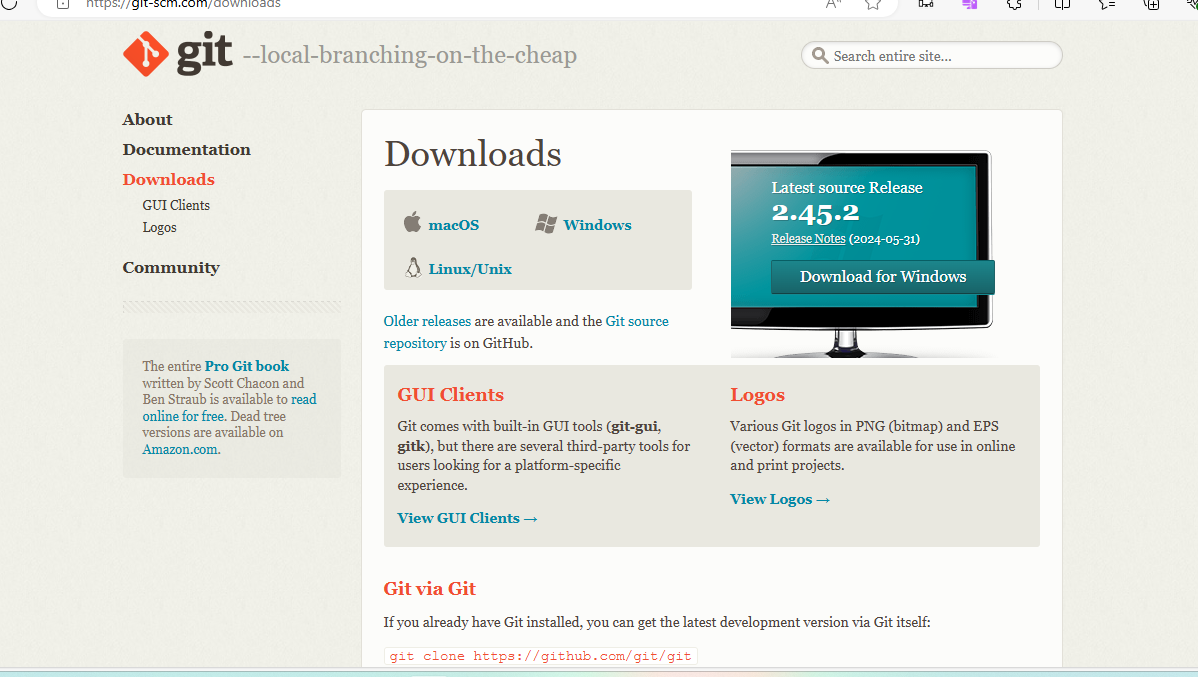 https://git-scm.com/downloads
git --local-branching-on-the-cheap
Search entire site...
About
Documentation
Downloads
GUI Clients
Logos
Community
The entire Pro Git book
written by Scott Chacon and
Ben Straub is available to read
online for free. Dead tree
versions are available on
Amazon.com.
Downloads
macOS
Windows
Linux/Unix
Older releases are available and the Git source
repository is on GitHub.
Latest source Release
2.45.2
Release Notes (2024-05-31)
Download for Windows
GUI Clients
Git comes with built-in GUI tools (git-gui,
gitk), but there are several third-party tools for
users looking for a platform-specific
experience.
View GUI Clients →
Logos
Various Git logos in PNG (bitmap) and EPS
(vector) formats are available for use in online
and print projects.
View Logos →
Git via Git
If you already have Git installed, you can get the latest development version via Git itself:
git clone https://github.com/git/git